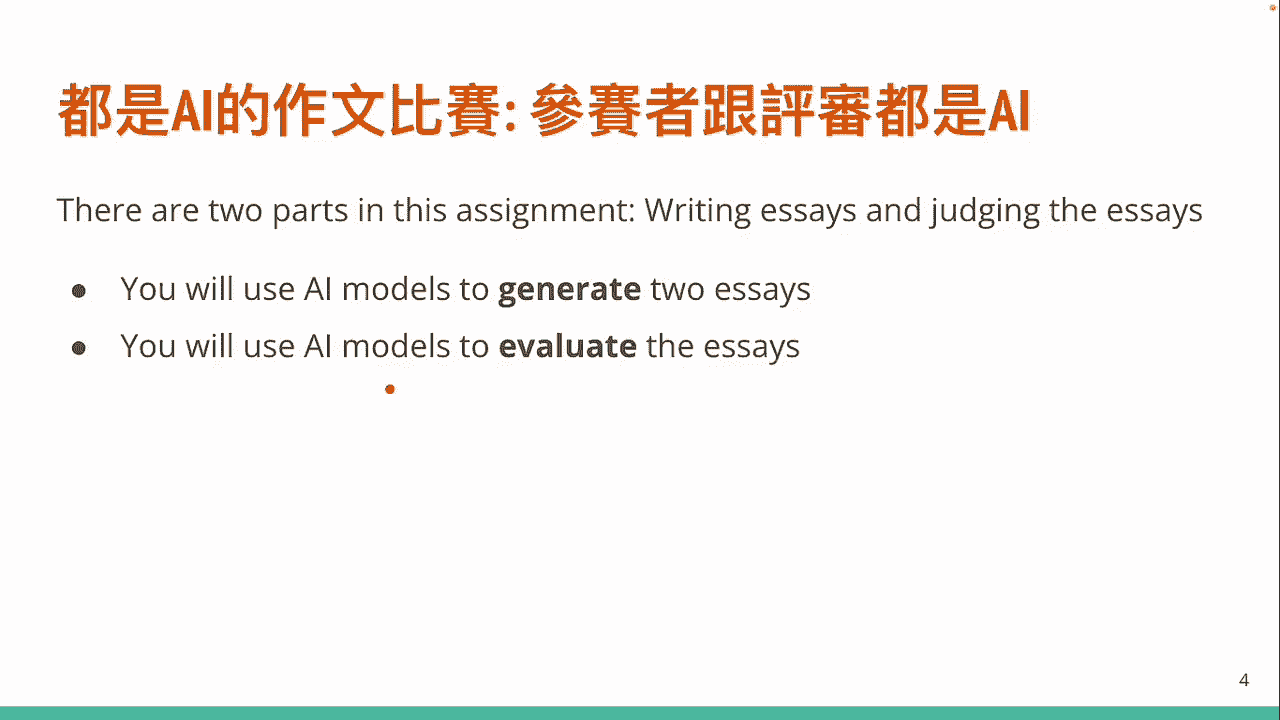 都是AI的作文比賽: 參賽者跟評審都是AI
There are two parts in this assignment: Writing essays and judging the essays
● You will use AI models to generate two essays
● You will use AI models to evaluate the essays
4